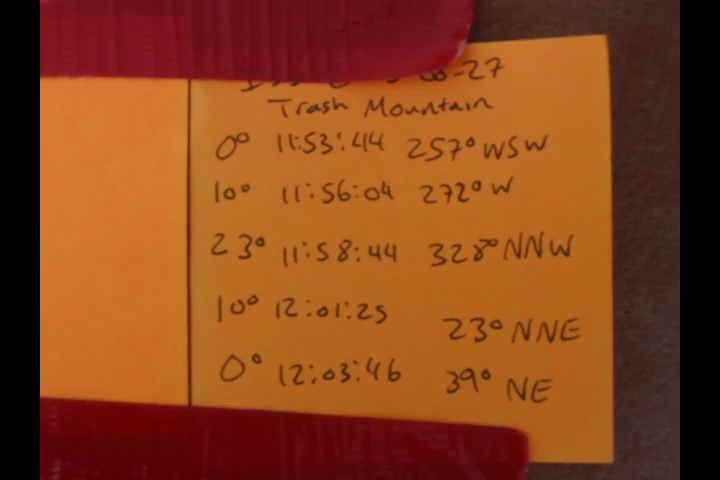 -27
Trash Mountain
0° 11:53:44 257° WSW
10° 11:56:04 272° W
23° 11:58:44 328° NNW
10° 12:01:25 23° NNE
0° 12:03:46 39° NE